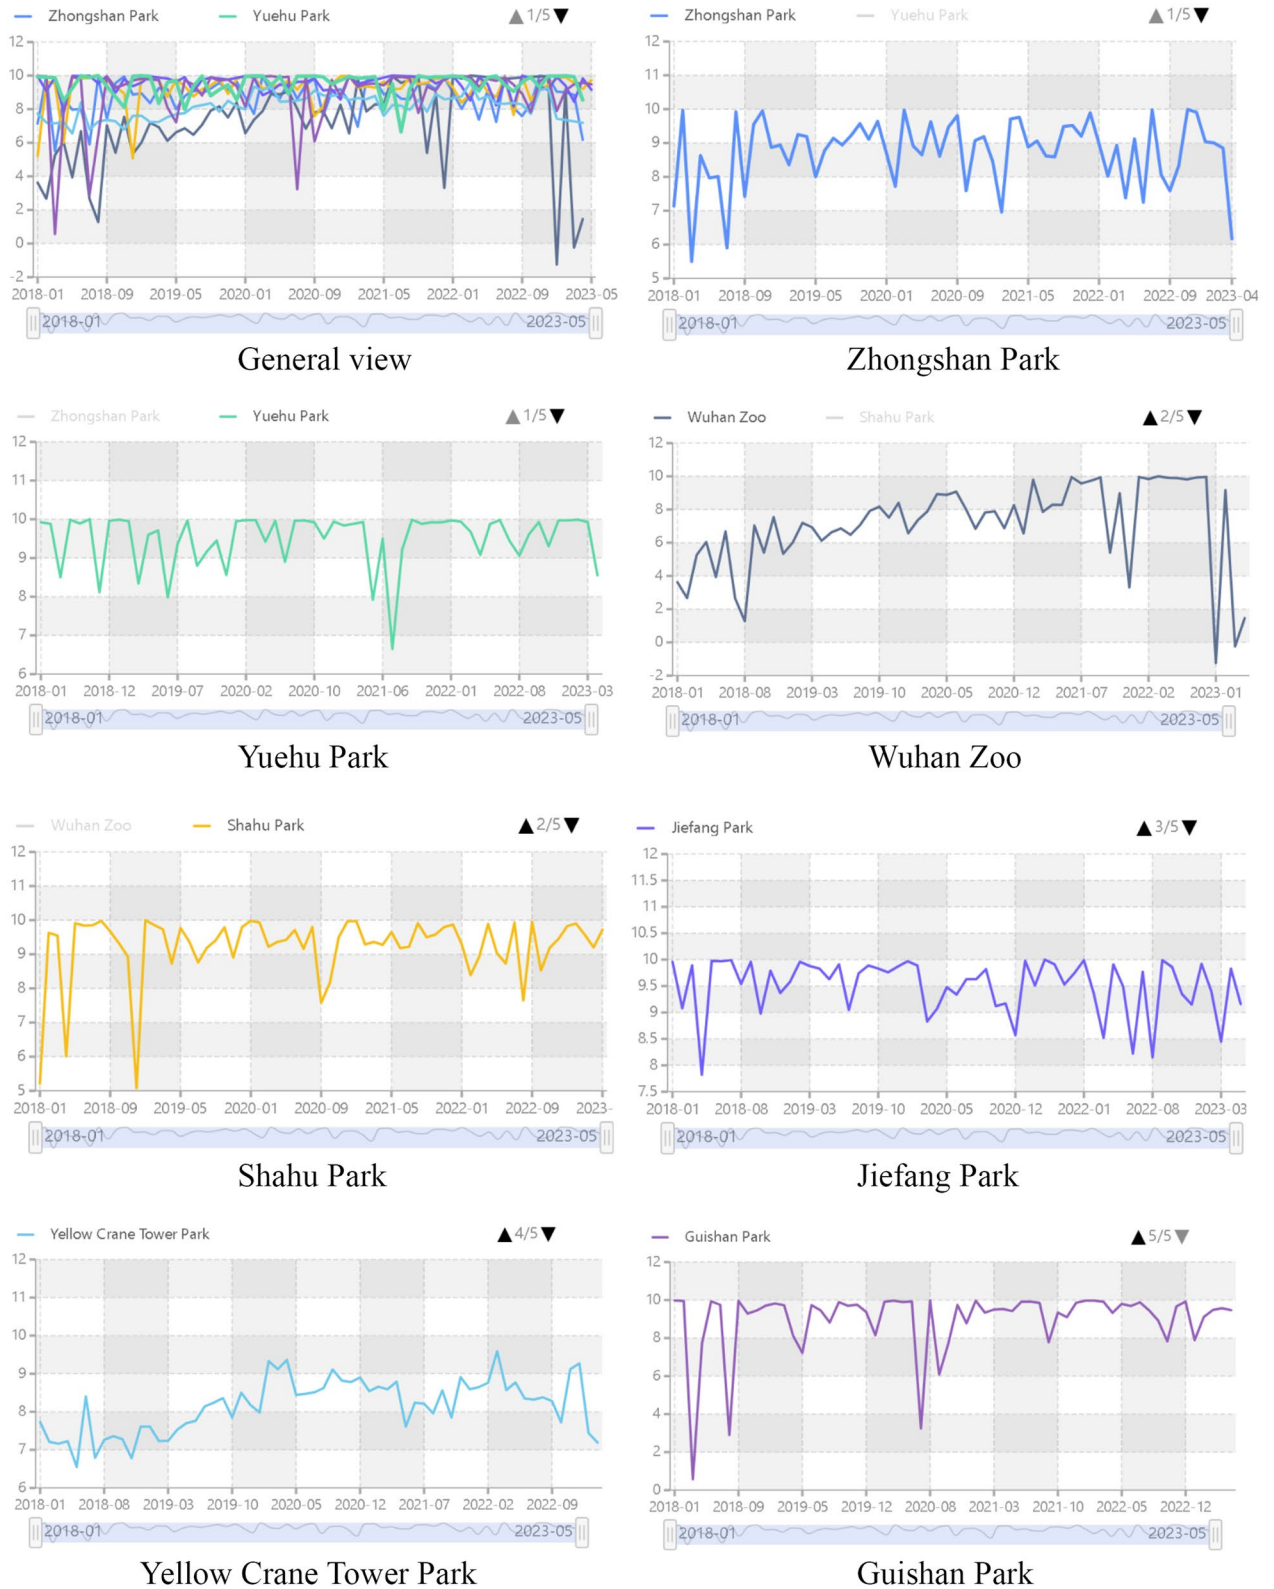 Zhongshan Park Yuehu Park 1/5
12
10
8
6
4
2
0
-2
2018-01 2018-09 2019-05 2020-01 2020-09 2021-05 2022-01 2022-09 2023-05
2018-01 2023-05
General view
Zhongshan Park Yuehu Park 1/5
12
11
10
9
8
7
6
5
2018-01 2018-09 2019-05 2020-01 2020-09 2021-05 2022-01 2022-09 2023-04
2018-01 2023-05
Zhongshan Park
Zhongshan Park Yuehu Park 1/5
12
11
10
9
8
7
6
2018-01 2018-12 2019-07 2020-02 2020-10 2021-06 2022-01 2022-08 2023-03
2018-01 2023-05
Yuehu Park
Wuhan Zoo Shahu Park 2/5
12
10
8
6
4
2
0
-2
2018-01 2018-08 2019-03 2019-10 2020-05 2020-12 2021-07 2022-02 2023-01
2018-01 2023-05
Wuhan Zoo
Wuhan Zoo Shahu Park 2/5
12
11
10
9
8
7
6
5
2018-01 2018-09 2019-05 2020-01 2020-09 2021-05 2022-01 2022-09 2023-
2018-01 2023-05
Shahu Park
Jiefang Park 3/5
12
11.5
11
10.5
10
9.5
9
8.5
8
7.5
2018-01 2018-08 2019-03 2019-10 2020-05 2020-12 2022-01 2022-08 2023-03
2018-01 2023-05
Jiefang Park
Yellow Crane Tower Park 4/5
12
11
10
9
8
7
6
2018-01 2018-08 2019-03 2019-10 2020-05 2020-12 2021-07 2022-02 2022-09
2018-01 2023-05
Yellow Crane Tower Park
Guishan Park 5/5
12
10
8
6
4
2
0
2018-01 2018-09 2019-05 2019-12 2020-08 2021-03 2021-10 2022-05 2022-12
2018-01 2023-05
Guishan Park